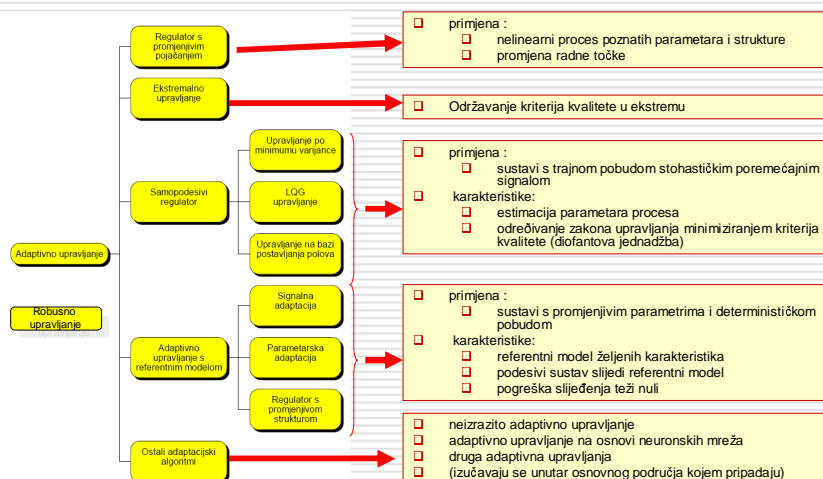 Regulator s
promjenjivim
pojačanjem
primjena :
nelinearni proces poznatih parametara i strukture
promjena radne točke
Ekstremalno
upravljanje
Održavanje kriterija kvalitete u ekstremu
Adaptivno upravljanje
Robusno
upravljanje
Samopodesivi
regulator
Upravljanje po
minimumu varijance
LQG
upravljanje
Upravljanje na bazi
postavljanja polova
primjena :
sustavi s trajnom pobudom stohastičkim poremećajnim
signalom
karakteristike:
estimacija parametara procesa
određivanje zakona upravljanja minimiziranjem kriterija
kvalitete (diofantova jednadžba)
Adaptivno
upravljanje s
referentnim modelom
Signalna
adaptacija
Parametarska
adaptacija
Regulator s
promjenjivom
strukturom
primjena :
sustavi s promjenjivim parametrima i determinističkom
pobudom
karakteristike:
referentni model željenih karakteristika
podesivi sustav slijedi referentni model
pogreška slijeđenja teži nuli
Ostali adaptacijski
algoritmi
neizrazito adaptivno upravljanje
adaptivno upravljanje na osnovi neuronskih mreža
druga adaptivna upravljanja
(izučavaju se unutar osnovnog područja kojem pripadaju)